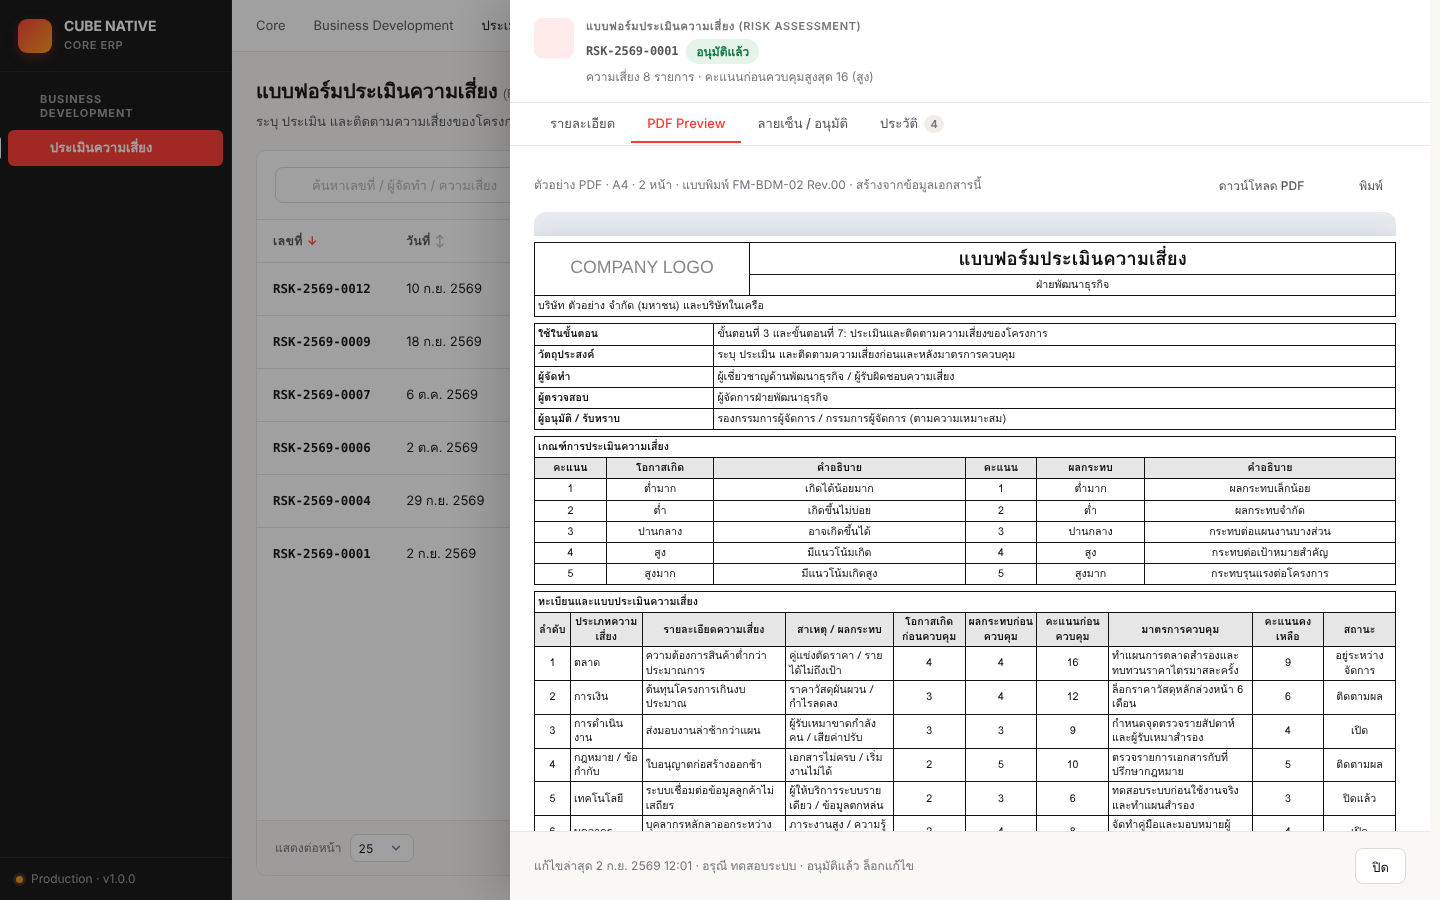 CUBE NATIVE
CORE ERP
BUSINESS
DEVELOPMENT
ประเมินความเสี่ยง
Production · v1.0.0
Core
Business Development
แบบฟอร์มประเมินความเสี่ยง
ระบุ ประเมิน และติดตามความเสี่ยงของโครงก
ค้นหาเลขที่ / ผู้จัดทำ / ความเสี่ยง
เลขที่ วันที่
RSK-2569-0012 10 ก.ย. 2569
RSK-2569-0009 18 ก.ย. 2569
RSK-2569-0007 6 ต.ค. 2569
RSK-2569-0006 2 ต.ค. 2569
RSK-2569-0004 29 ก.ย. 2569
RSK-2569-0001 2 ก.ย. 2569
แสดงต่อหน้า 25
แบบฟอร์มประเมินความเสี่ยง (RISK ASSESSMENT)
RSK-2569-0001 อนุมัติแล้ว
ความเสี่ยง 8 รายการ · คะแนนก่อนควบคุมสูงสุด 16 (สูง)
รายละเอียด PDF Preview ลายเซ็น / อนุมัติ ประวัติ 4
ตัวอย่าง PDF · A4 · 2 หน้า · แบบพิมพ์ FM-BDM-02 Rev.00 · สร้างจากข้อมูลเอกสารนี้
ดาวน์โหลด PDF พิมพ์
COMPANY LOGO
แบบฟอร์มประเมินความเสี่ยง
ฝ่ายพัฒนาธุรกิจ
บริษัท ตัวอย่าง จำกัด (มหาชน) และบริษัทในเครือ
ใช้ในขั้นตอน ขั้นตอนที่ 3 และขั้นตอนที่ 7: ประเมินและติดตามความเสี่ยงของโครงการ
วัตถุประสงค์ ระบุ ประเมิน และติดตามความเสี่ยงก่อนและหลังมาตรการควบคุม
ผู้จัดทำ ผู้เชี่ยวชาญด้านพัฒนาธุรกิจ / ผู้รับผิดชอบความเสี่ยง
ผู้ตรวจสอบ ผู้จัดการฝ่ายพัฒนาธุรกิจ
ผู้อนุมัติ / รับทราบ รองกรรมการผู้จัดการ / กรรมการผู้จัดการ (ตามความเหมาะสม)
เกณฑ์การประเมินความเสี่ยง
คะแนน โอกาสเกิด คำอธิบาย คะแนน ผลกระทบ คำอธิบาย
1 ต่ำมาก เกิดได้น้อยมาก 1 ต่ำมาก ผลกระทบเล็กน้อย
2 ต่ำ เกิดขึ้นไม่บ่อย 2 ต่ำ ผลกระทบจำกัด
3 ปานกลาง อาจเกิดขึ้นได้ 3 ปานกลาง กระทบต่อแผนงานบางส่วน
4 สูง มีแนวโน้มเกิด 4 สูง กระทบต่อเป้าหมายสำคัญ
5 สูงมาก มีแนวโน้มเกิดสูง 5 สูงมาก กระทบรุนแรงต่อโครงการ
ทะเบียนและแบบประเมินความเสี่ยง
ลำดับ ประเภทความเสี่ยง รายละเอียดความเสี่ยง สาเหตุ / ผลกระทบ โอกาสเกิดก่อนควบคุม ผลกระทบก่อนควบคุม คะแนนก่อนควบคุม มาตรการควบคุม คะแนนคงเหลือ สถานะ
1 ตลาด ความต้องการสินค้าต่ำกว่าประมาณการ คู่แข่งตัดราคา / รายได้ไม่ถึงเป้า 4 4 16 ทำแผนการตลาดสำรองและทบทวนราคาไตรมาสละครั้ง 9 อยู่ระหว่างจัดการ
2 การเงิน ต้นทุนโครงการเกินงบประมาณ ราคาวัสดุผันผวน / กำไรลดลง 3 4 12 ล็อกราคาวัสดุหลักล่วงหน้า 6 เดือน 6 ติดตามผล
3 การดำเนินงาน ส่งมอบงานล่าช้ากว่าแผน ผู้รับเหมาขาดกำลังคน / เสียค่าปรับ 3 3 9 กำหนดจุดตรวจรายสัปดาห์และผู้รับเหมาสำรอง 4 เปิด
4 กฎหมาย / ข้อกำกับ ใบอนุญาตก่อสร้างออกช้า เอกสารไม่ครบ / เริ่มงานไม่ได้ 2 5 10 ตรวจรายการเอกสารกับที่ปรึกษากฎหมาย 5 ติดตามผล
5 เทคโนโลยี ระบบเชื่อมต่อข้อมูลลูกค้าไม่เสถียร ผู้ให้บริการระบบรายเดียว / ข้อมูลตกหล่น 2 3 6 ทดสอบระบบก่อนใช้งานจริงและทำแผนสำรอง 3 ปิดแล้ว
บุคลากรหลักลาออกระหว่าง ภาระงานสูง / ความรู้ จัดทำคู่มือและมอบหมายผู้
แก้ไขล่าสุด 2 ก.ย. 2569 12:01 · อรุณี ทดสอบระบบ · อนุมัติแล้ว ล็อกแก้ไข
ปิด